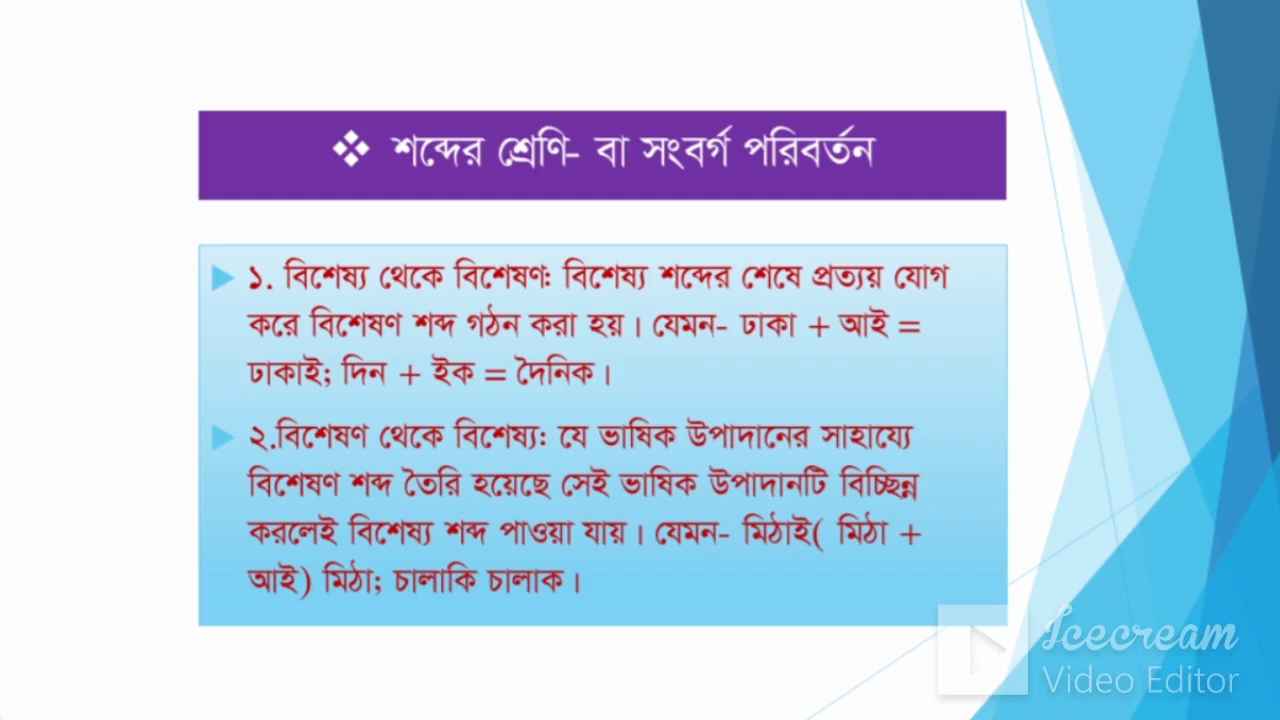 ❖ শব্দের শ্রেণি- বা সংবর্গ পরিবর্তন
১. বিশেষ্য থেকে বিশেষণঃ বিশেষ্য শব্দের শেষে প্রত্যয় যোগ
করে বিশেষণ শব্দ গঠন করা হয়। যেমন- ঢাকা + আই =
ঢাকাই; দিন + ইক = দৈনিক।
২.বিশেষণ থেকে বিশেষ্য: যে ভাষিক উপাদানের সাহায্যে
বিশেষণ শব্দ তৈরি হয়েছে সেই ভাষিক উপাদানটি বিচ্ছিন্ন
করলেই বিশেষ্য শব্দ পাওয়া যায়। যেমন- মিঠাই( মিঠা +
আই) মিঠা; চালাকি চালাক।
Icecream
Video Editor